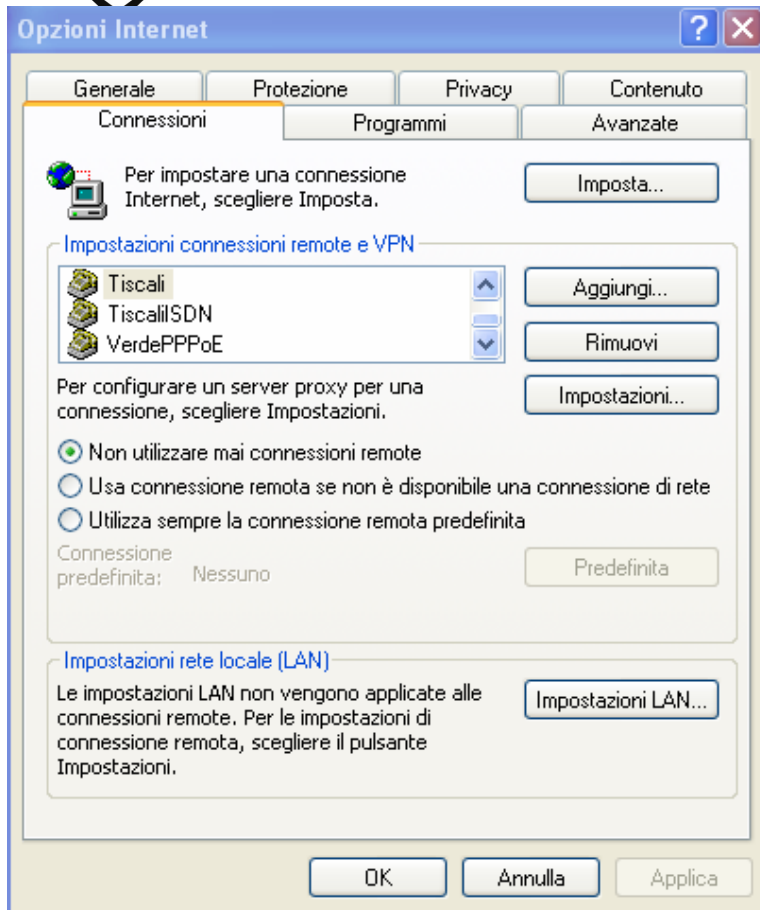 Opzioni Internet
Generale
Protezione
Privacy
Contenuto
Connessioni
Programmi
Avanzate
Per impostare una connessione
Internet, scegliere Imposta.
Imposta...
Impostazioni connessioni remote e VPN
Tiscali
TiscaliISDN
VerdePPPoE
Aggiungi...
Rimuovi
Per configurare un server proxy per una
connessione, scegliere Impostazioni.
Impostazioni...
Non utilizzare mai connessioni remote
Usa connessione remota se non è disponibile una connessione di rete
Utilizza sempre la connessione remota predefinita
Connessione
predefinita:
Nessuno
Predefinita
Impostazioni rete locale (LAN)
Le impostazioni LAN non vengono applicate alle
connessioni remote. Per le impostazioni di
connessione remota, scegliere il pulsante
Impostazioni.
Impostazioni LAN...
OK
Annulla
Applica